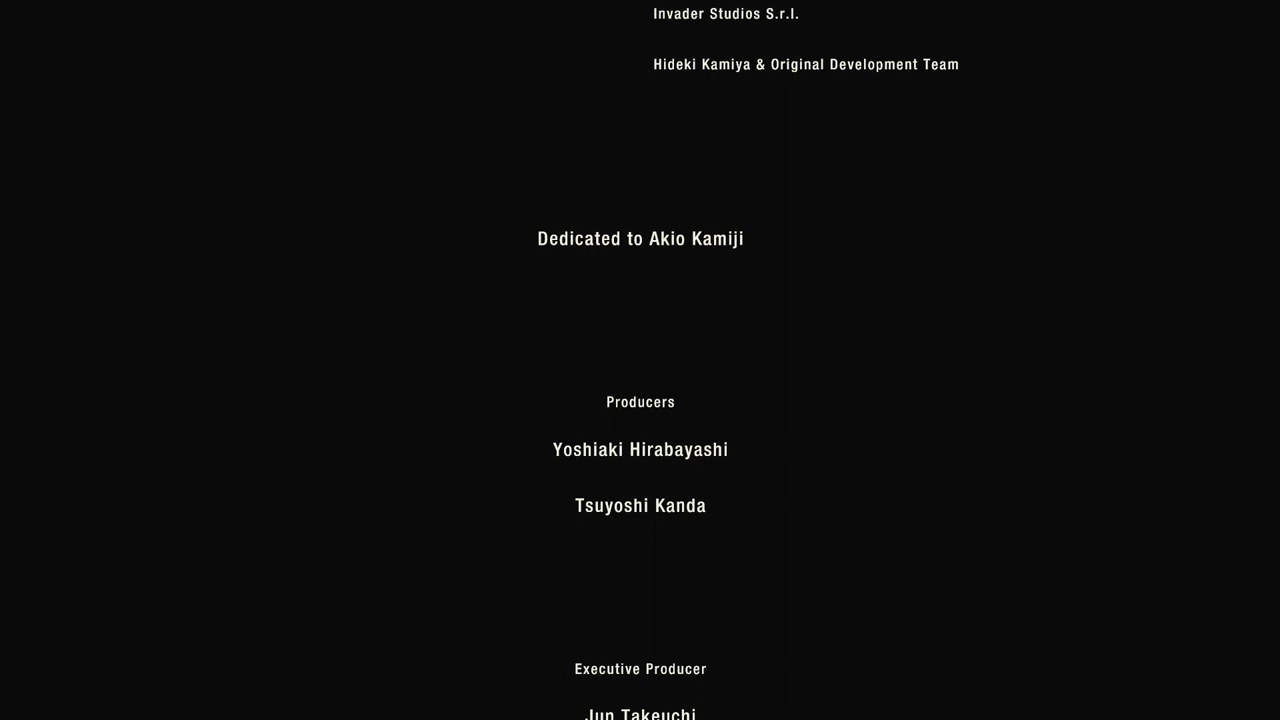 Invader Studios S.r.l.
Hideki Kamiya & Original Development Team
Dedicated to Akio Kamiji
Producers
Yoshiaki Hirabayashi
Tsuyoshi Kanda
Executive Producer
Jun Takeuchi